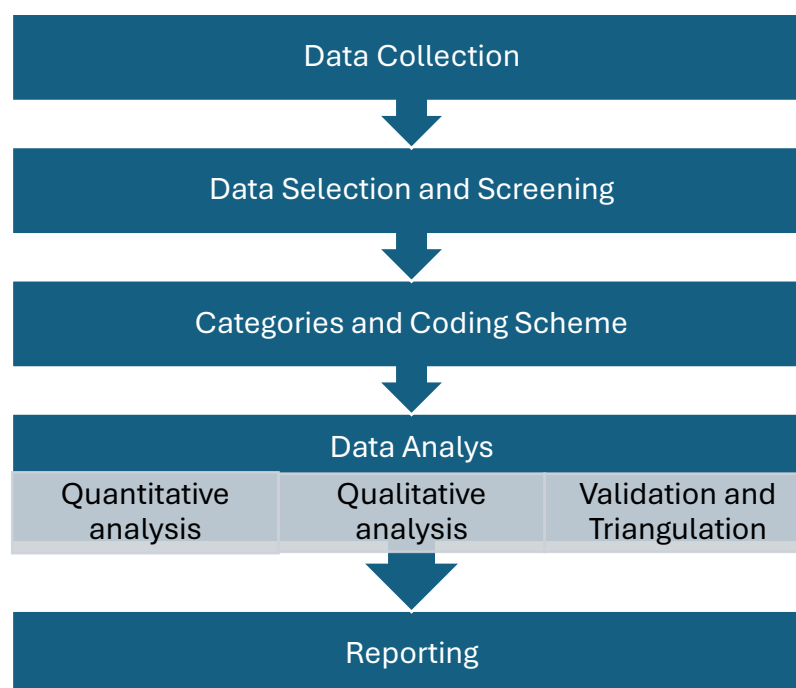 Data Collection
Data Selection and Screening
Categories and Coding Scheme
Data Analys
Quantitative
analysis
Qualitative
analysis
Validation and
Triangulation
Reporting